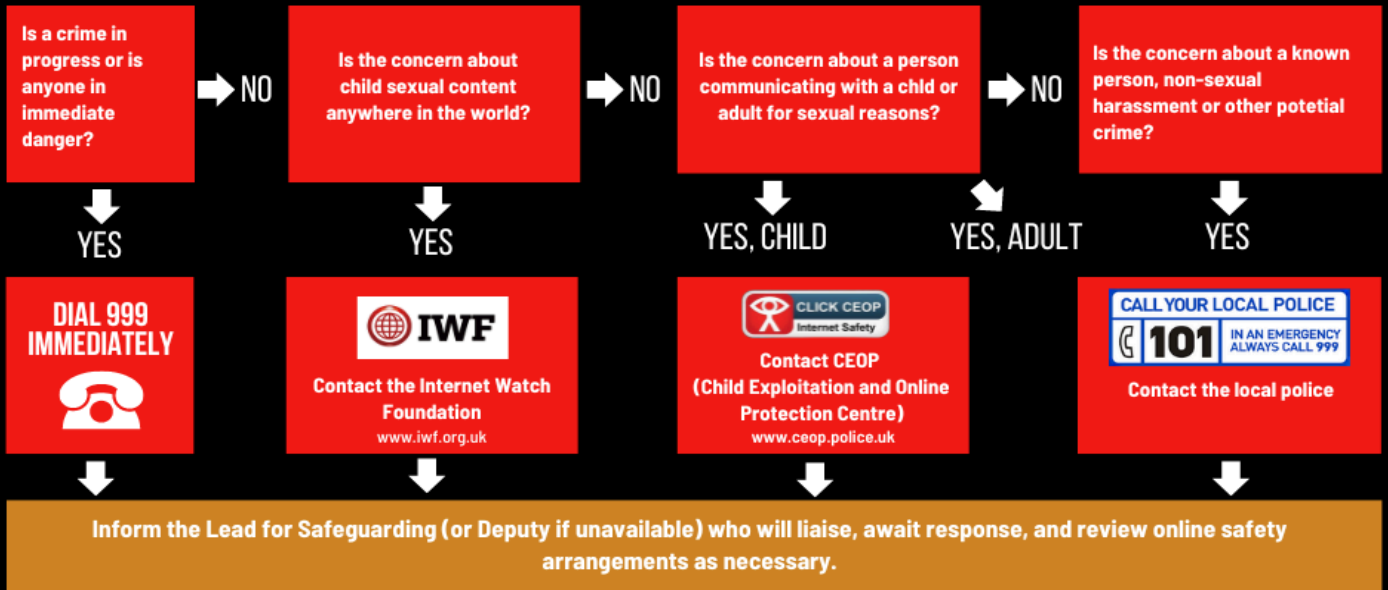 Is a crime in
progress or is
anyone in
immediate
danger?
NO
Is the concern about
child sexual content
anywhere in the world?
NO
Is the concern about a person
communicating with a chld or
adult for sexual reasons?
NO
Is the concern about a known
person, non-sexual
harassment or other potetial
crime?
YES
YES
YES, CHILD
YES, ADULT
YES
DIAL 999
IMMEDIATELY
IWF
Contact the Internet Watch
Foundation
www.iwf.org.uk
CLICK CEOP
Internet Safety
Contact CEOP
(Child Exploitation and Online
Protection Centre)
www.ceop.police.uk
CALL YOUR LOCAL POLICE
101
IN AN EMERGENCY
ALWAYS CALL 999
Contact the local police
Inform the Lead for Safeguarding (or Deputy if unavailable) who will liaise, await response, and review online safety
arrangements as necessary.